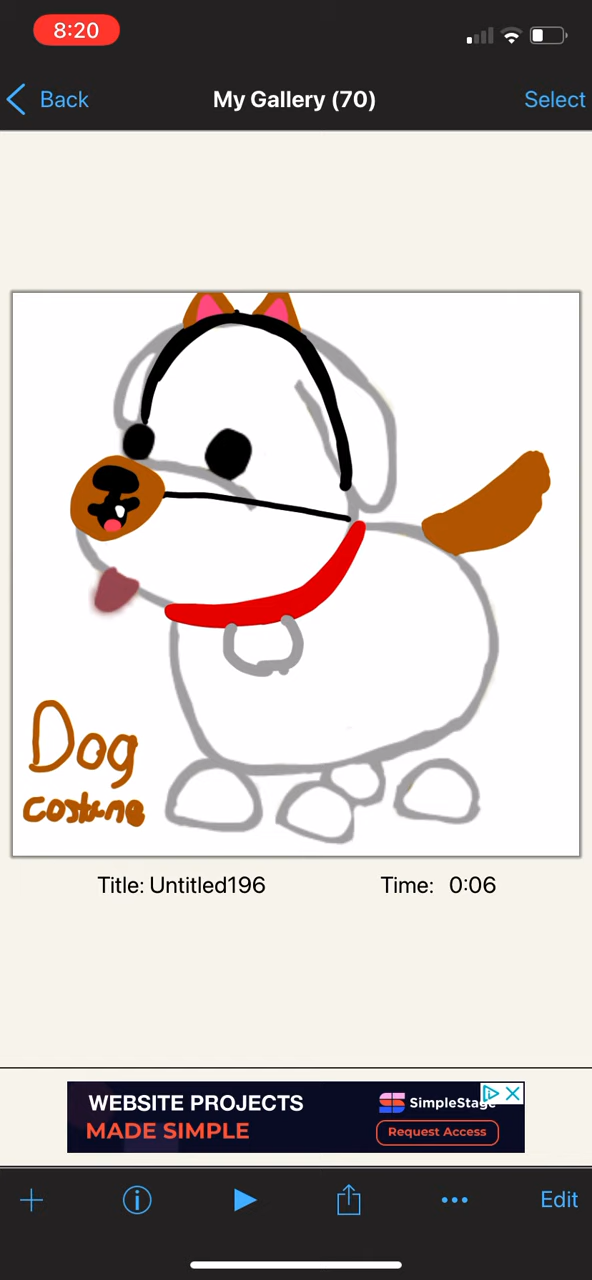 8:20
Back
My Gallery (70)
Select
Dog
Title: Untitled196
Time: 0:06
WEBSITE PROJECTS
MADE SIMPLE
SimpleStage
Request Access
Edit